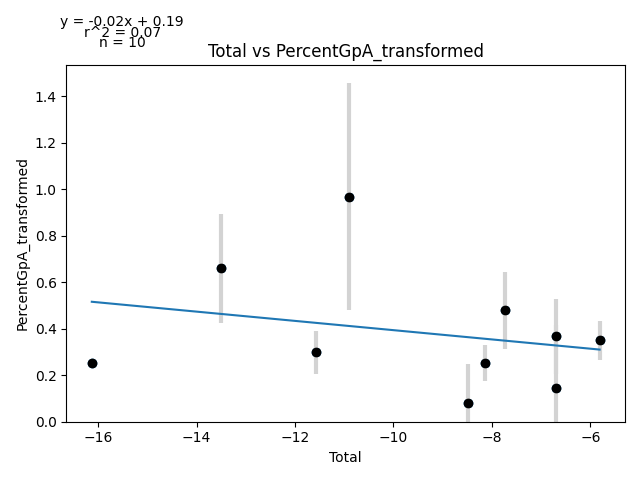 y = -0.02x + 0.19
r^2 = 0.07
n = 10
Total vs PercentGpA_transformed
PercentGpA_transformed
1.4
1.2
1.0
0.8
0.6
0.4
0.2
0.0
−16
−14
−12
−10
−8
−6
Total